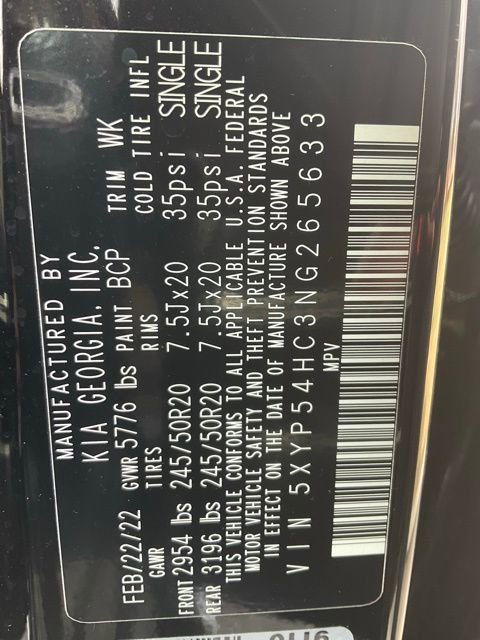 MANUFACTURED BY
KIA GEORGIA, INC.
FEB/22/22 GVWR 5776 lbs PAINT BCP TRIM WK
GAWR TIRES RIMS COLD TIRE INFL
FRONT 2954 lbs 245/50R20 7.5Jx20 35psi SINGLE
REAR 3196 lbs 245/50R20 7.5Jx20 35psi SINGLE
THIS VEHICLE CONFORMS TO ALL APPLICABLE U.S.A. FEDERAL
MOTOR VEHICLE SAFETY AND THEFT PREVENTION STANDARDS
IN EFFECT ON THE DATE OF MANUFACTURE SHOWN ABOVE
VIN 5XYP54HC3NG265633
MPV